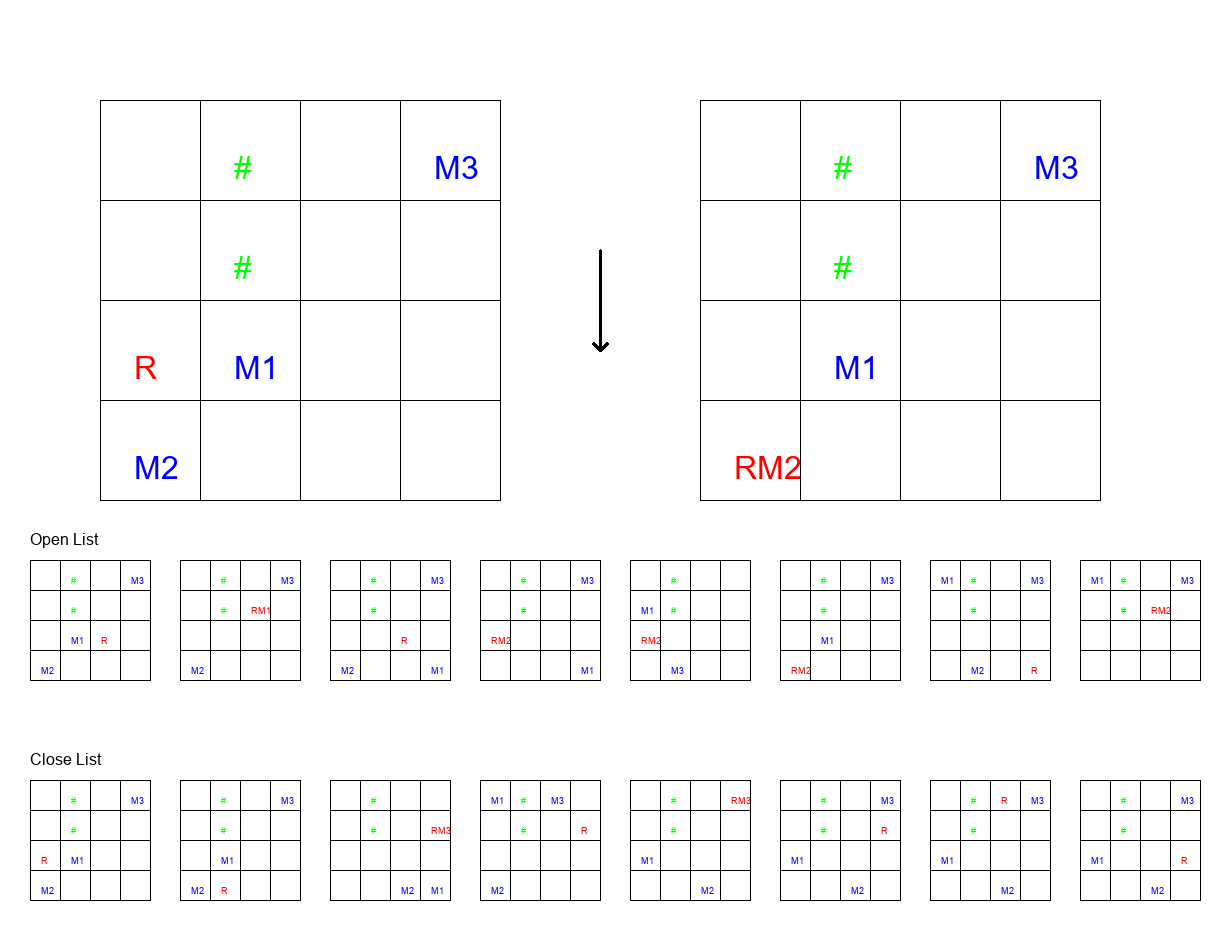 # # M3 M3
# #
R M1 M1
M2 RM2
Open List
# M3 # M3 # M3 # M3 # # M3 M1 # M3 M1 # M3
# # RM1 # # M1 # # # # RM2
M1 R R RM2 RM2 M1
M2 M2 M2 M1 M1 M3 RM2 M2 R
Close List
# M3 # M3 # M1 # M3 # RM3 # M3 # R M3 # M3
# # # RM3 # R # # R # #
R M1 M1 M1 M1 M1 M1 R
M2 M2 R M2 M1 M2 M2 M2 M2 M2